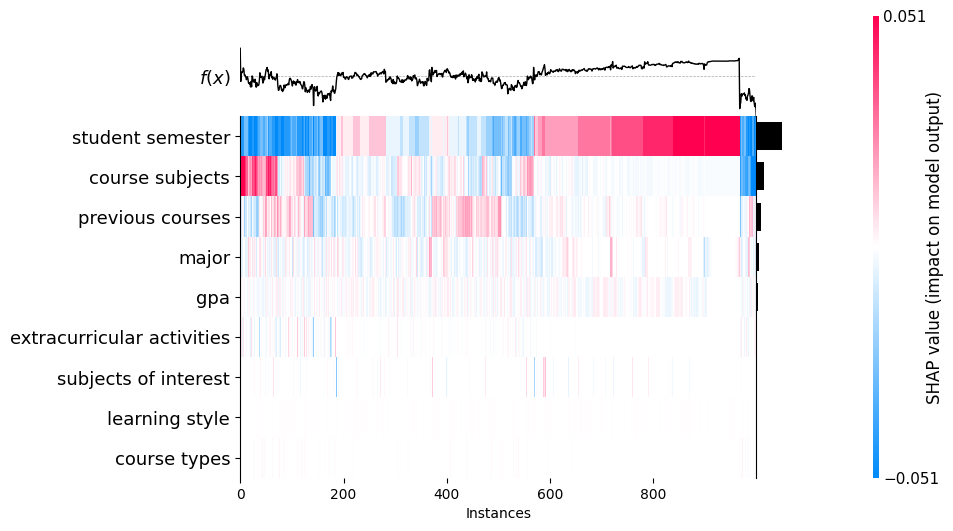 0.051
f(x)
student semester
course subjects
previous courses
major
gpa
extracurricular activities
subjects of interest
learning style
course types
0 200 400 600 800
Instances
−0.051
SHAP value (impact on model output)